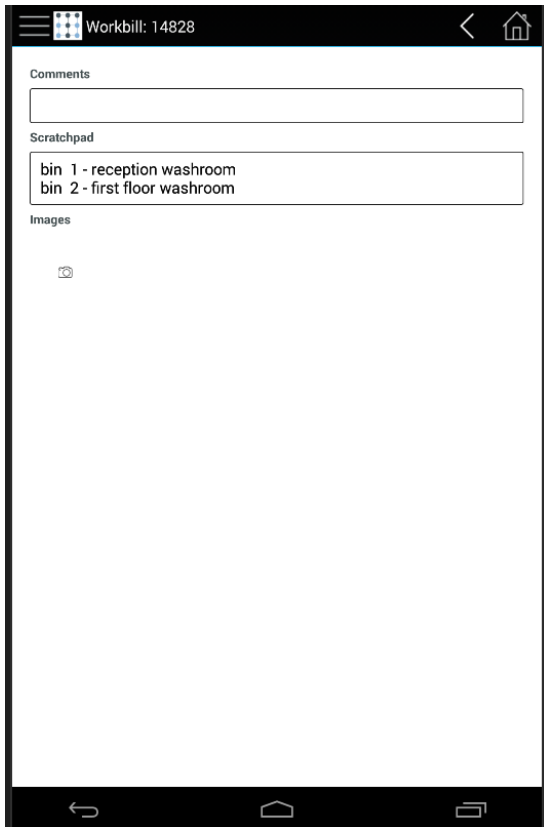 Workbill: 14828
Comments
Scratchpad
bin 1 - reception washroom
bin 2 - first floor washroom
Images